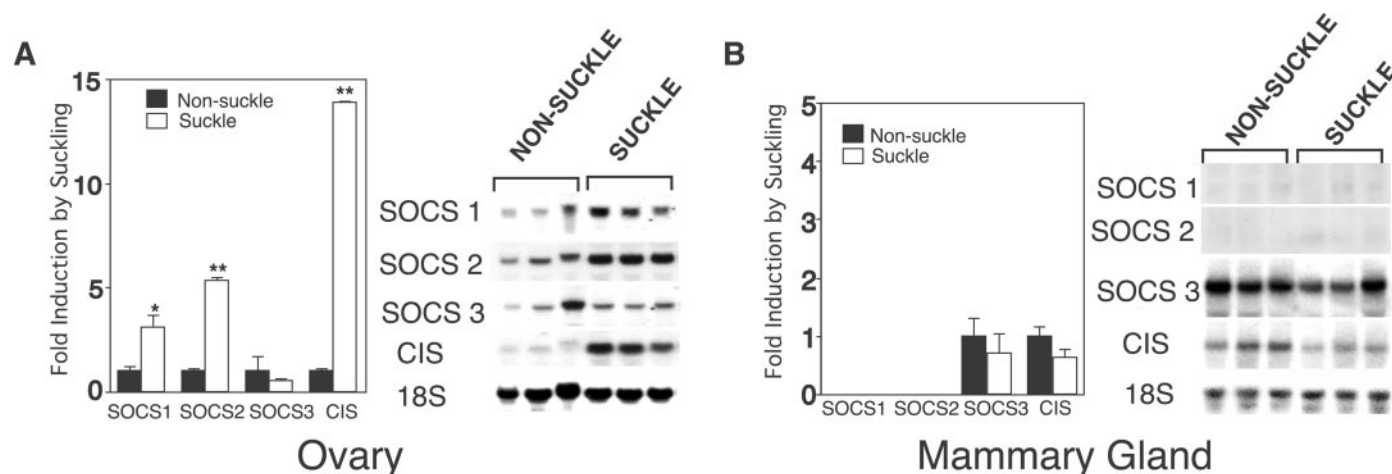 A
Fold Induction by Suckling
15
10
5
0
Non-suckle
Suckle
*
**
**
SOCS1 SOCS2 SOCS3 CIS
NON-SUCKLE
SUCKLE
SOCS 1
SOCS 2
SOCS 3
CIS
18S
Ovary
B
Fold Induction by Suckling
5
4
3
2
1
0
Non-suckle
Suckle
SOCS1 SOCS2 SOCS3 CIS
NON-SUCKLE
SUCKLE
SOCS 1
SOCS 2
SOCS 3
CIS
18S
Mammary Gland